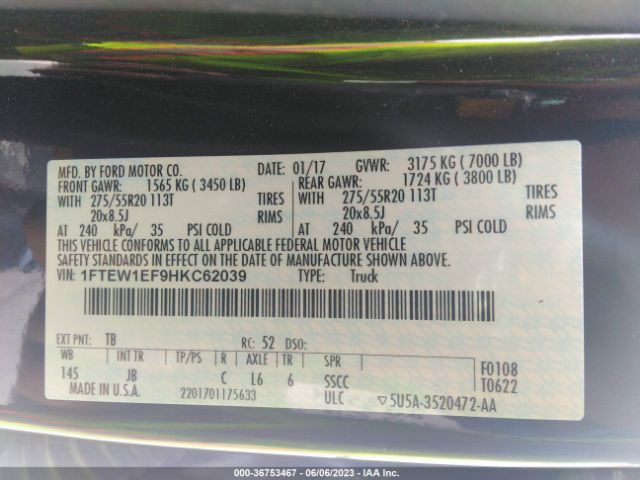 MFD. BY FORD MOTOR CO. DATE: 01/17 GVWR: 3175 KG ( 7000 LB)
FRONT GAWR: 1565 KG ( 3450 LB) REAR GAWR: 1724 KG ( 3800 LB)
WITH 275/55R20 113T TIRES WITH 275/55R20 113T TIRES
20x8.5J RIMS 20x8.5J RIMS
AT 240 kPa/ 35 PSI COLD AT 240 kPa/ 35 PSI COLD
THIS VEHICLE CONFORMS TO ALL APPLICABLE FEDERAL MOTOR VEHICLE
SAFETY STANDARDS IN EFFECT ON THE DATE OF MANUFACTURE SHOWN ABOVE.
VIN: 1FTEW1EF9HKC62039 TYPE: Truck
EXT PNT: TB RC: 52 DSO:
WB INT TR TP/PS R AXLE TR SPR F0108
145 JB C L6 6 SSCC T0622
MADE IN U.S.A. 2201701175633 ULC ▽5U5A-3520472-AA
000-36753467 - 06/06/2023 - IAA Inc.